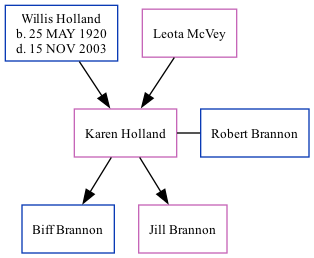 Willis Holland
b. 25 MAY 1920
d. 15 NOV 2003
Leota McVey
Karen Holland
Robert Brannon
Biff Brannon
Jill Brannon